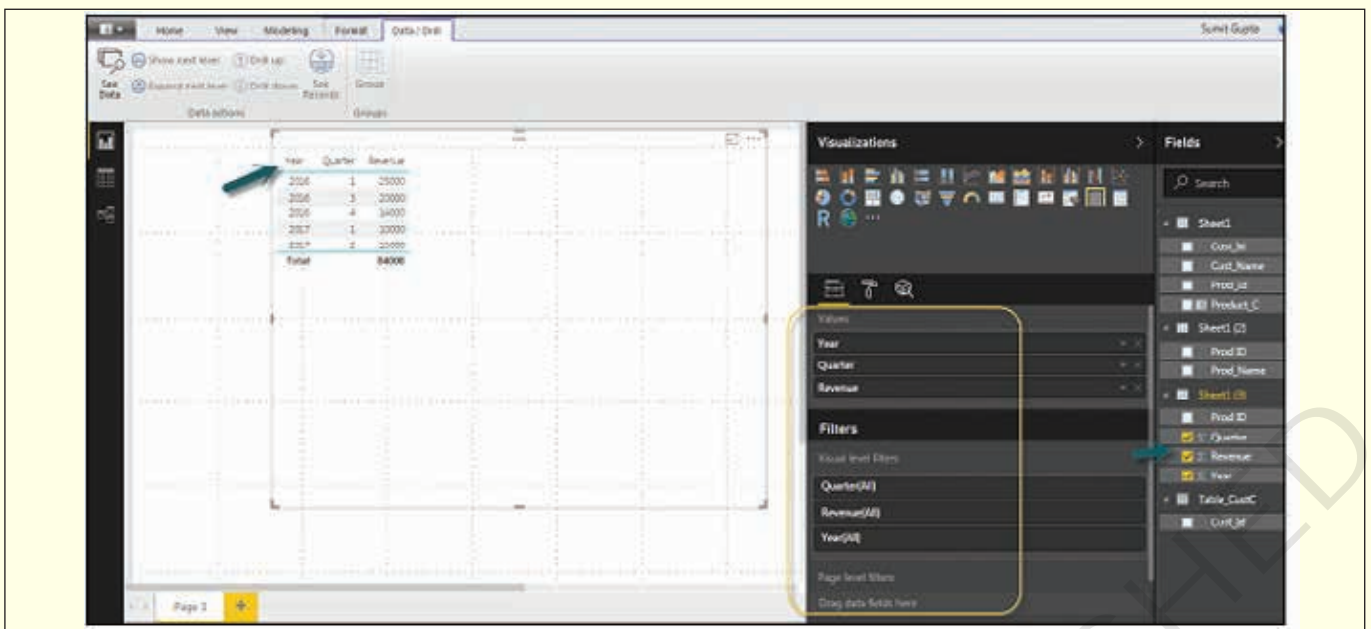 Home View Modeling Format Data / Drill Sumit Gupta
Show next level Drill up
Expand next level Drill down
See Data
See Records
Group
Data actions Groups
Year Quarter Revenue
2016 1 25000
2016 3 20000
2016 4 14000
2017 1 10000
2017 2 15000
Total 84000
Page 1
Visualizations
R
Values
Year
Quarter
Revenue
Filters
Visual level filters
Quarter(All)
Revenue(All)
Year(All)
Page level filters
Drag data fields here
Fields
Search
Sheet1
Cust_Id
Cust_Name
Prod_Id
Product_C
Sheet1 (2)
Prod ID
Prod_Name
Sheet1 (3)
Prod ID
Quarter
Revenue
Year
Table_CustC
Cust_Id